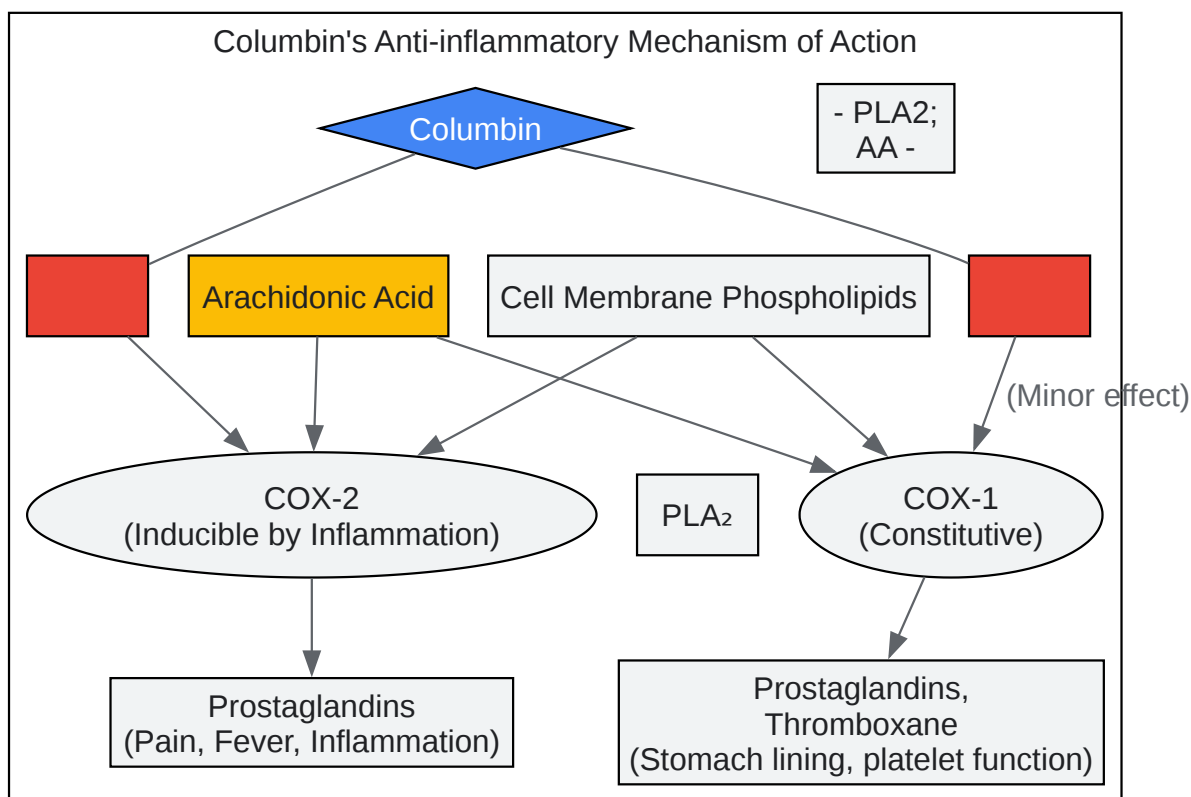 Columbin's Anti-inflammatory Mechanism of Action
Columbin
- PLA2;
AA -
Arachidonic Acid
Cell Membrane Phospholipids
(Minor effect)
COX-2
(Inducible by Inflammation)
PLA₂
COX-1
(Constitutive)
Prostaglandins
(Pain, Fever, Inflammation)
Prostaglandins,
Thromboxane
(Stomach lining, platelet function)